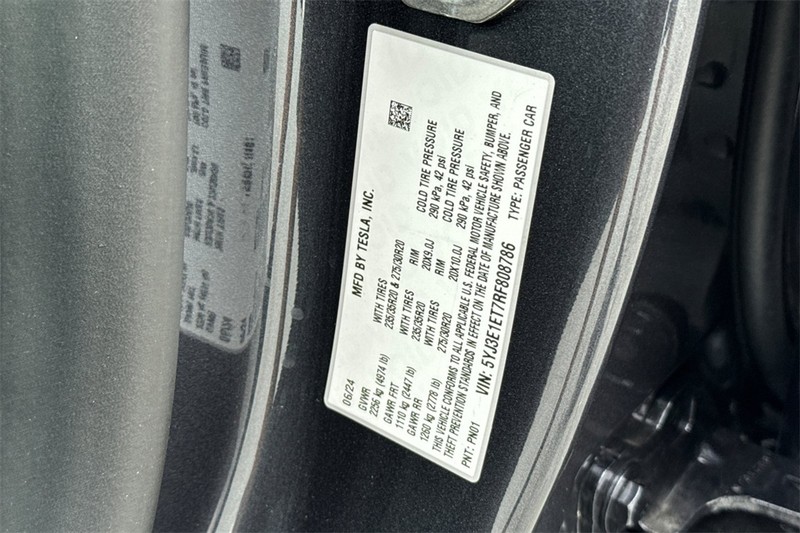 MFD BY TESLA, INC.
06/24
GVWR WITH TIRES COLD TIRE PRESSURE
2256 kg (4974 lb) 235/35R20 & 275/30R20 290 kPa, 42 psi
GAWR FRT WITH TIRES RIM COLD TIRE PRESSURE
1110 kg (2447 lb) 235/35R20 20X9.0J 290 kPa, 42 psi
GAWR RR WITH TIRES RIM
1260 kg (2778 lb) 275/30R20 20X10.0J
THIS VEHICLE CONFORMS TO ALL APPLICABLE U.S. FEDERAL MOTOR VEHICLE SAFETY, BUMPER, AND
THEFT PREVENTION STANDARDS IN EFFECT ON THE DATE OF MANUFACTURE SHOWN ABOVE.
PNT: PN01 VIN: 5YJ3E1ET7RF808786 TYPE: PASSENGER CAR